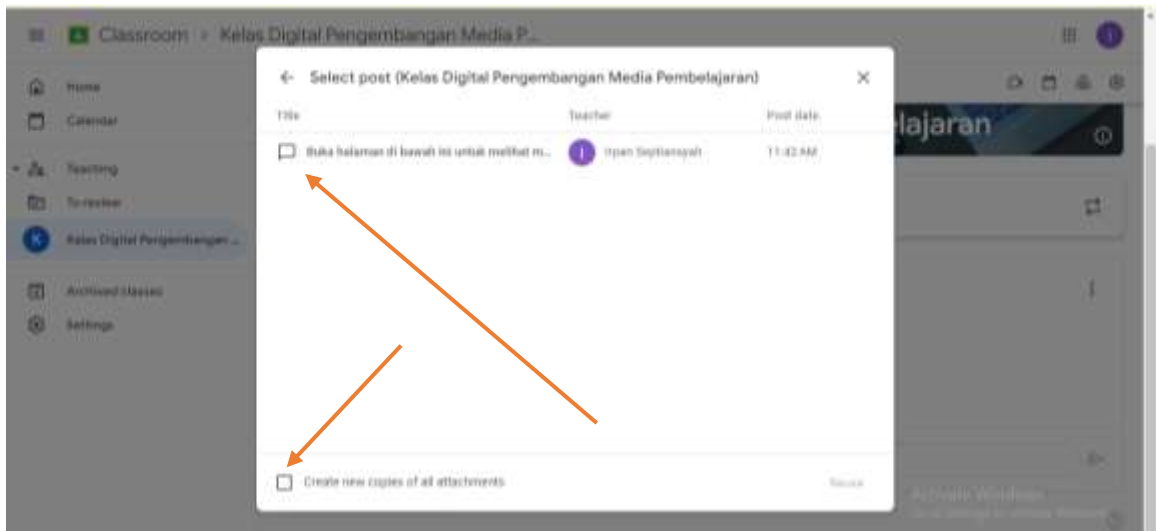 Classroom > Kelas Digital Pengembangan Media P...
Home
Calendar
Teaching
To review
Kelas Digital Pengembangan ...
Archived classes
Settings
Select post (Kelas Digital Pengembangan Media Pembelajaran)
Title Teacher Post date
Buka halaman di bawah ini untuk melihat m... Irpan Septiansyah 11:42 AM
Create new copies of all attachments Reuse
lajaran
Activate Windows